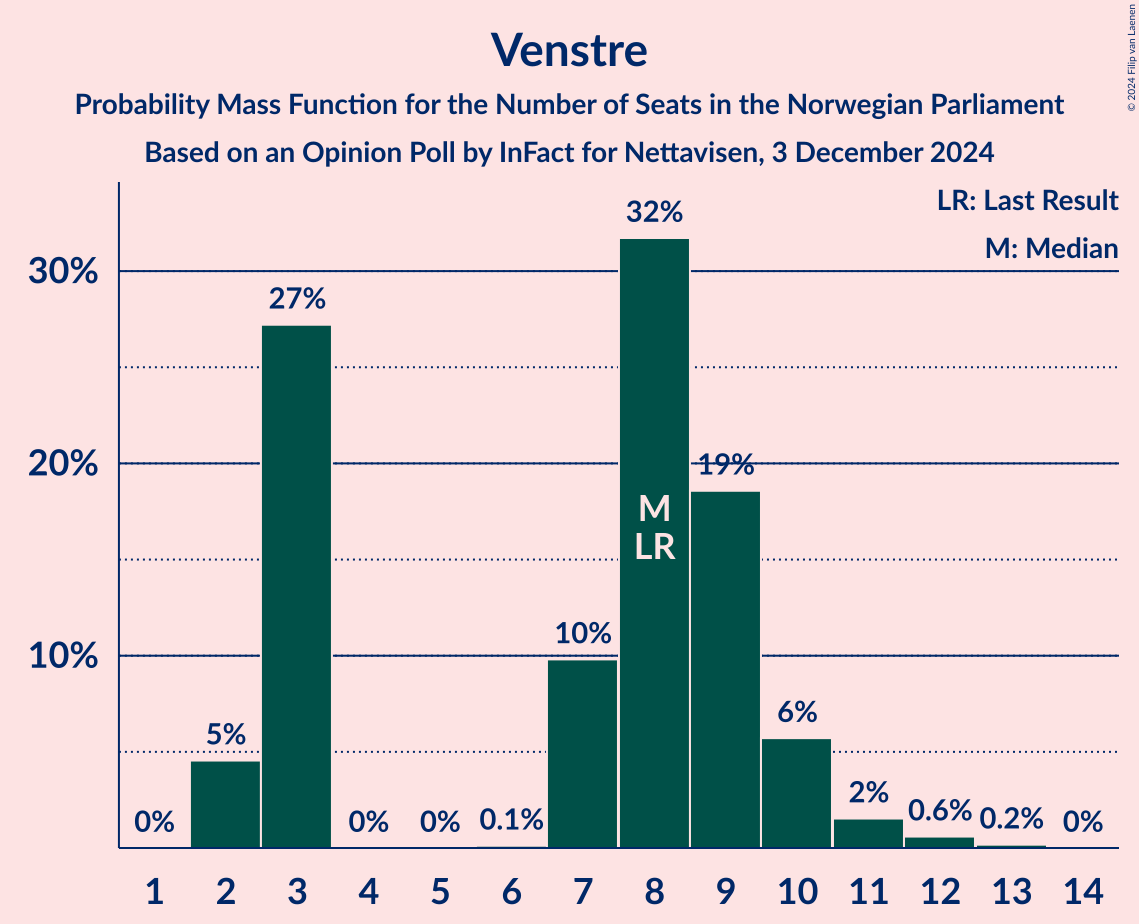 Venstre
Probability Mass Function for the Number of Seats in the Norwegian Parliament
Based on an Opinion Poll by InFact for Nettavisen, 3 December 2024
© 2024 Filip van Laenen
LR: Last Result
M: Median
30%
20%
10%
0%
5%
27%
0%
0%
0.1%
10%
32%
19%
6%
2%
0.6%
0.2%
0%
M
LR
1 2 3 4 5 6 7 8 9 10 11 12 13 14